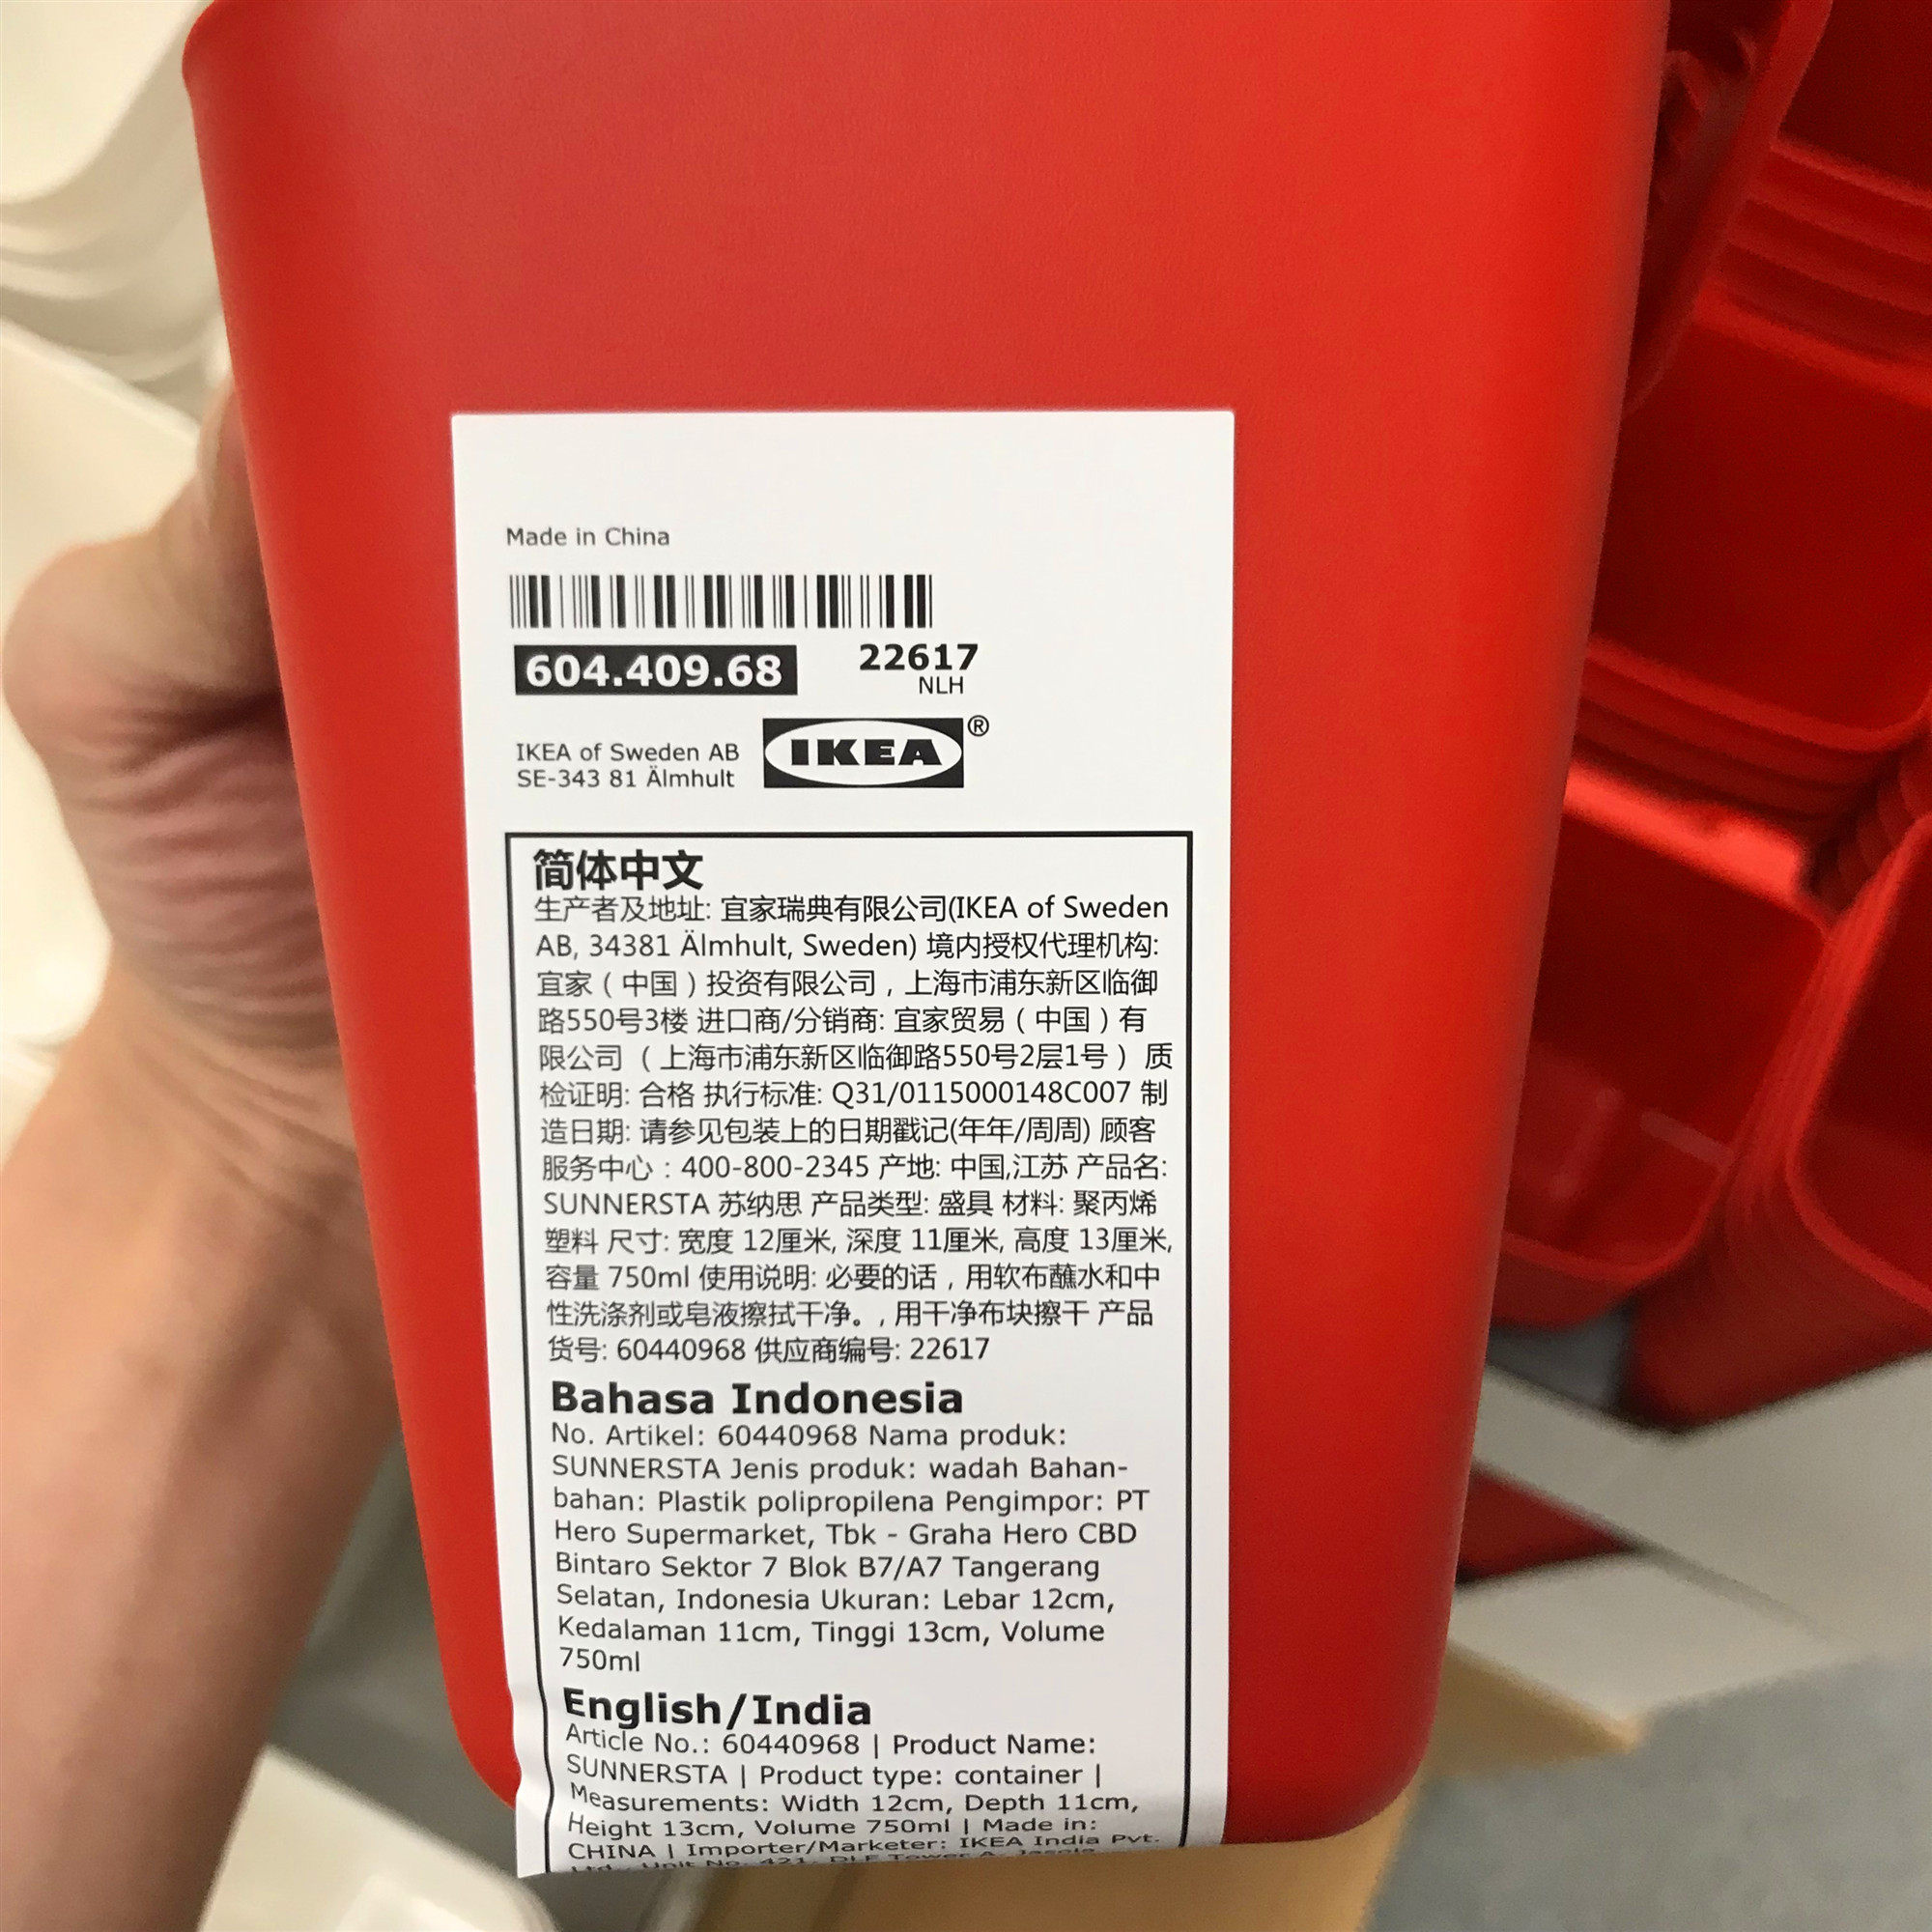 Made in China
604.409.68
22617
NLH
IKEA of Sweden AB
SE-343 81 Älmhult
IKEA®
简体中文
生产者及地址: 宜家瑞典有限公司(IKEA of Sweden
AB, 34381 Älmhult, Sweden) 境内授权代理机构:
宜家（中国）投资有限公司，上海市浦东新区临御
路550号3楼 进口商/分销商: 宜家贸易（中国）有
限公司（上海市浦东新区临御路550号2层1号） 质
检证明: 合格 执行标准: Q31/0115000148C007 制
造日期: 请参见包装上的日期戳记(年年/周周) 顾客
服务中心：400-800-2345 产地: 中国,江苏 产品名:
SUNNERSTA 苏纳思 产品类型: 盛具 材料: 聚丙烯
塑料 尺寸: 宽度 12厘米, 深度 11厘米, 高度 13厘米,
容量 750ml 使用说明: 必要的话，用软布蘸水和中
性洗涤剂或皂液擦拭干净。, 用干净布块擦干 产品
货号: 60440968 供应商编号: 22617
Bahasa Indonesia
No. Artikel: 60440968 Nama produk:
SUNNERSTA Jenis produk: wadah Bahan-
bahan: Plastik polipropilena Pengimpor: PT
Hero Supermarket, Tbk - Graha Hero CBD
Bintaro Sektor 7 Blok B7/A7 Tangerang
Selatan, Indonesia Ukuran: Lebar 12cm,
Kedalaman 11cm, Tinggi 13cm, Volume
750ml
English/India
Article No.: 60440968 | Product Name:
SUNNERSTA | Product type: container |
Measurements: Width 12cm, Depth 11cm,
Height 13cm, Volume 750ml | Made in:
CHINA | Importer/Marketer: IKEA India Pvt.
Ltd., Unit No. 421, DLF Tower A, Jasola